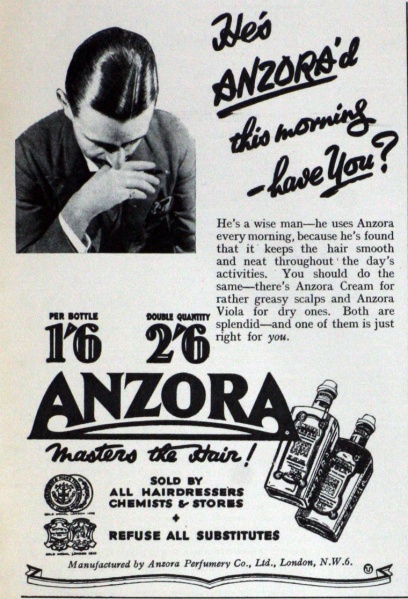 He's
ANZORA'd
this morning
-have You?
He's a wise man—he uses Anzora
every morning, because he's found
that it keeps the hair smooth
and neat throughout the day's
activities. You should do the
same—there's Anzora Cream for
rather greasy scalps and Anzora
Viola for dry ones. Both are
splendid—and one of them is just
right for you.
PER BOTTLE
1'6
DOUBLE QUANTITY
2'6
ANZORA
Masters the Hair!
SOLD BY
ALL HAIRDRESSERS
CHEMISTS & STORES
+
REFUSE ALL SUBSTITUTES
Manufactured by Anzora Perfumery Co., Ltd., London, N.W.6.